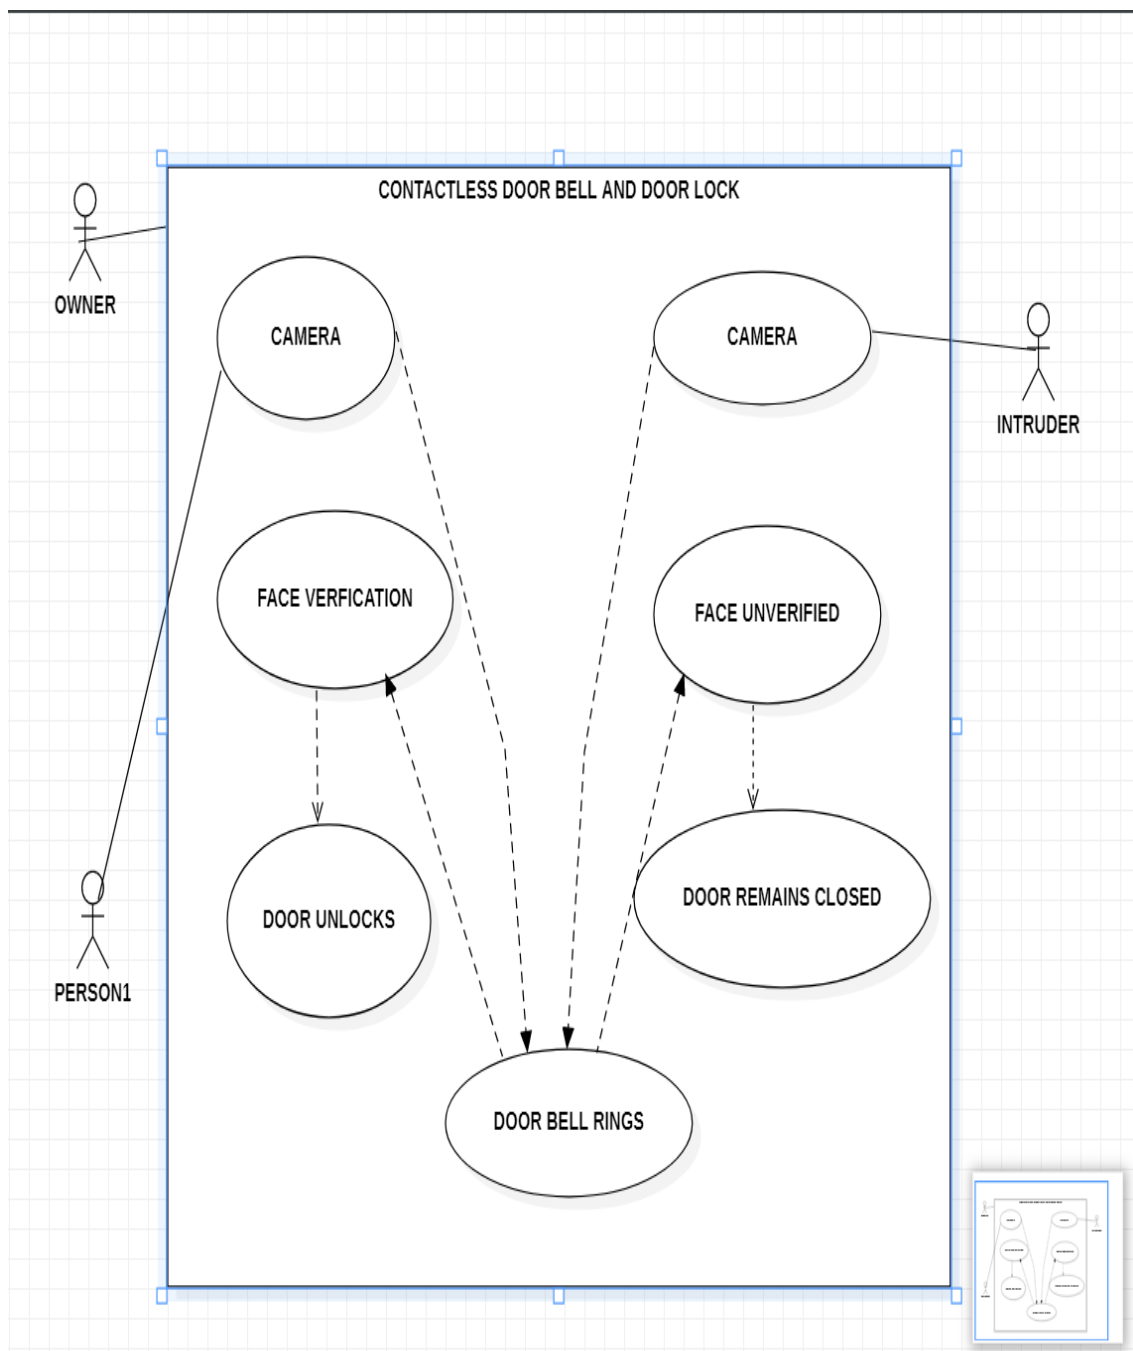 CONTACTLESS DOOR BELL AND DOOR LOCK
OWNER
CAMERA
CAMERA
INTRUDER
FACE VERFICATION
FACE UNVERIFIED
DOOR UNLOCKS
DOOR REMAINS CLOSED
PERSON1
DOOR BELL RINGS